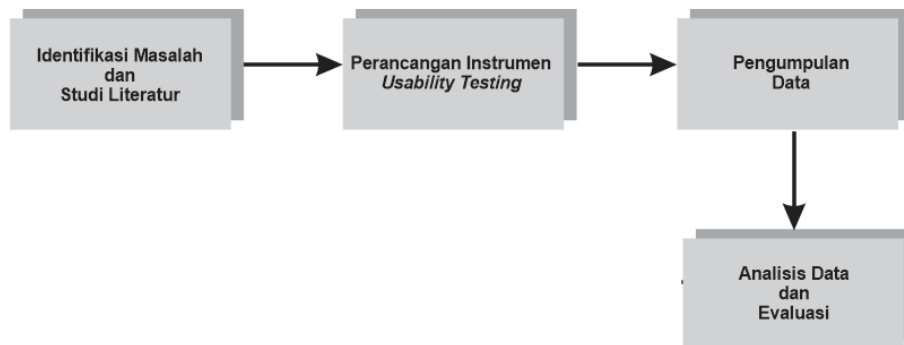 Identifikasi Masalah
dan
Studi Literatur
Perancangan Instrumen
Usability Testing
Pengumpulan
Data
Analisis Data
dan
Evaluasi